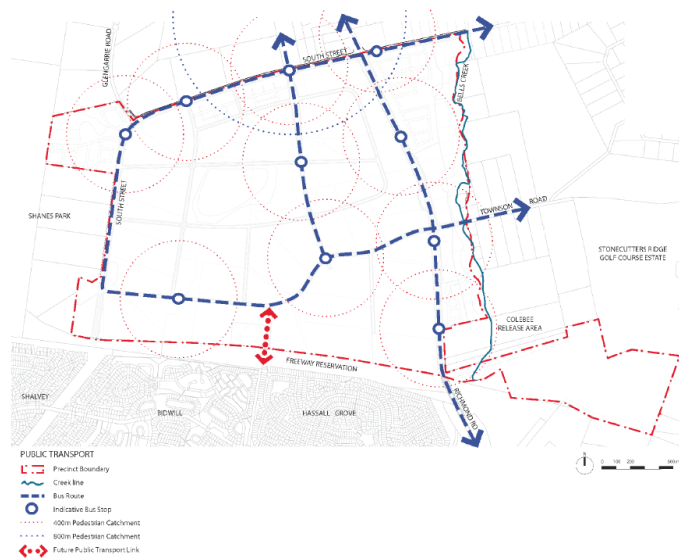 GLENGARRIE ROAD
SOUTH STREET
BELLS CREEK
SOUTH STREET
SHANES PARK
TOWNSON ROAD
STONECUTTERS RIDGE
GOLF COURSE ESTATE
COLEBEE
RELEASE AREA
FREEWAY RESERVATION
SHALVEY
BIDWILL
HASSALL GROVE
RICHMOND RD
PUBLIC TRANSPORT
Precinct Boundary
Creek line
Bus Route
Indicative Bus Stop
400m Pedestrian Catchment
800m Pedestrian Catchment
Future Public Transport Link
0 100 200